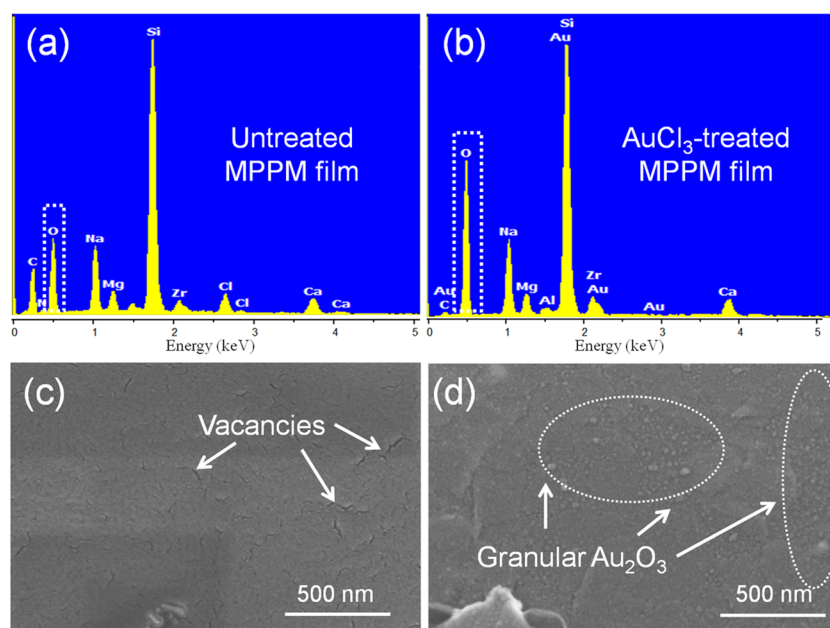 (a)
Si
Untreated
MPPM film
O
Na
C
N
Mg
Zr
Cl
Cl
Ca
Ca
0 1 2 3 4 5
Energy (keV)
(b)
Si
Au
AuCl₃-treated
MPPM film
O
Na
Au
C
Mg
Al
Zr
Au
Au
Ca
0 1 2 3 4 5
Energy (keV)
(c)
Vacancies
500 nm
(d)
Granular Au₂O₃
500 nm